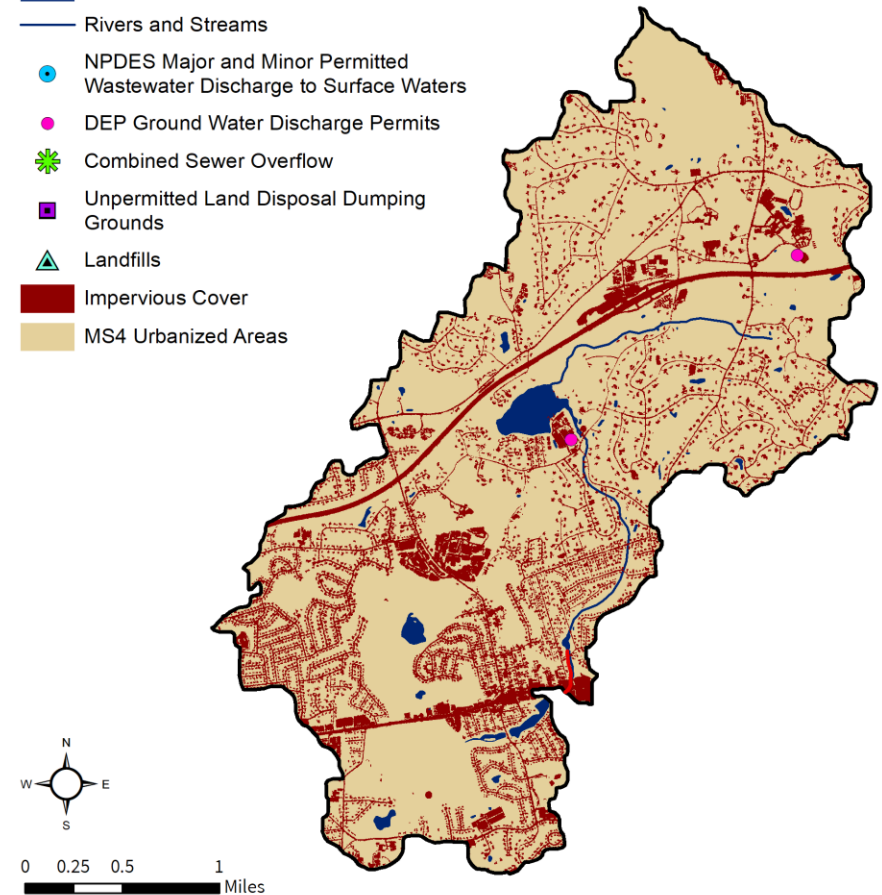 Rivers and Streams
NPDES Major and Minor Permitted
Wastewater Discharge to Surface Waters
DEP Ground Water Discharge Permits
Combined Sewer Overflow
Unpermitted Land Disposal Dumping
Grounds
Landfills
Impervious Cover
MS4 Urbanized Areas
N
W E
S
0 0.25 0.5 1
Miles